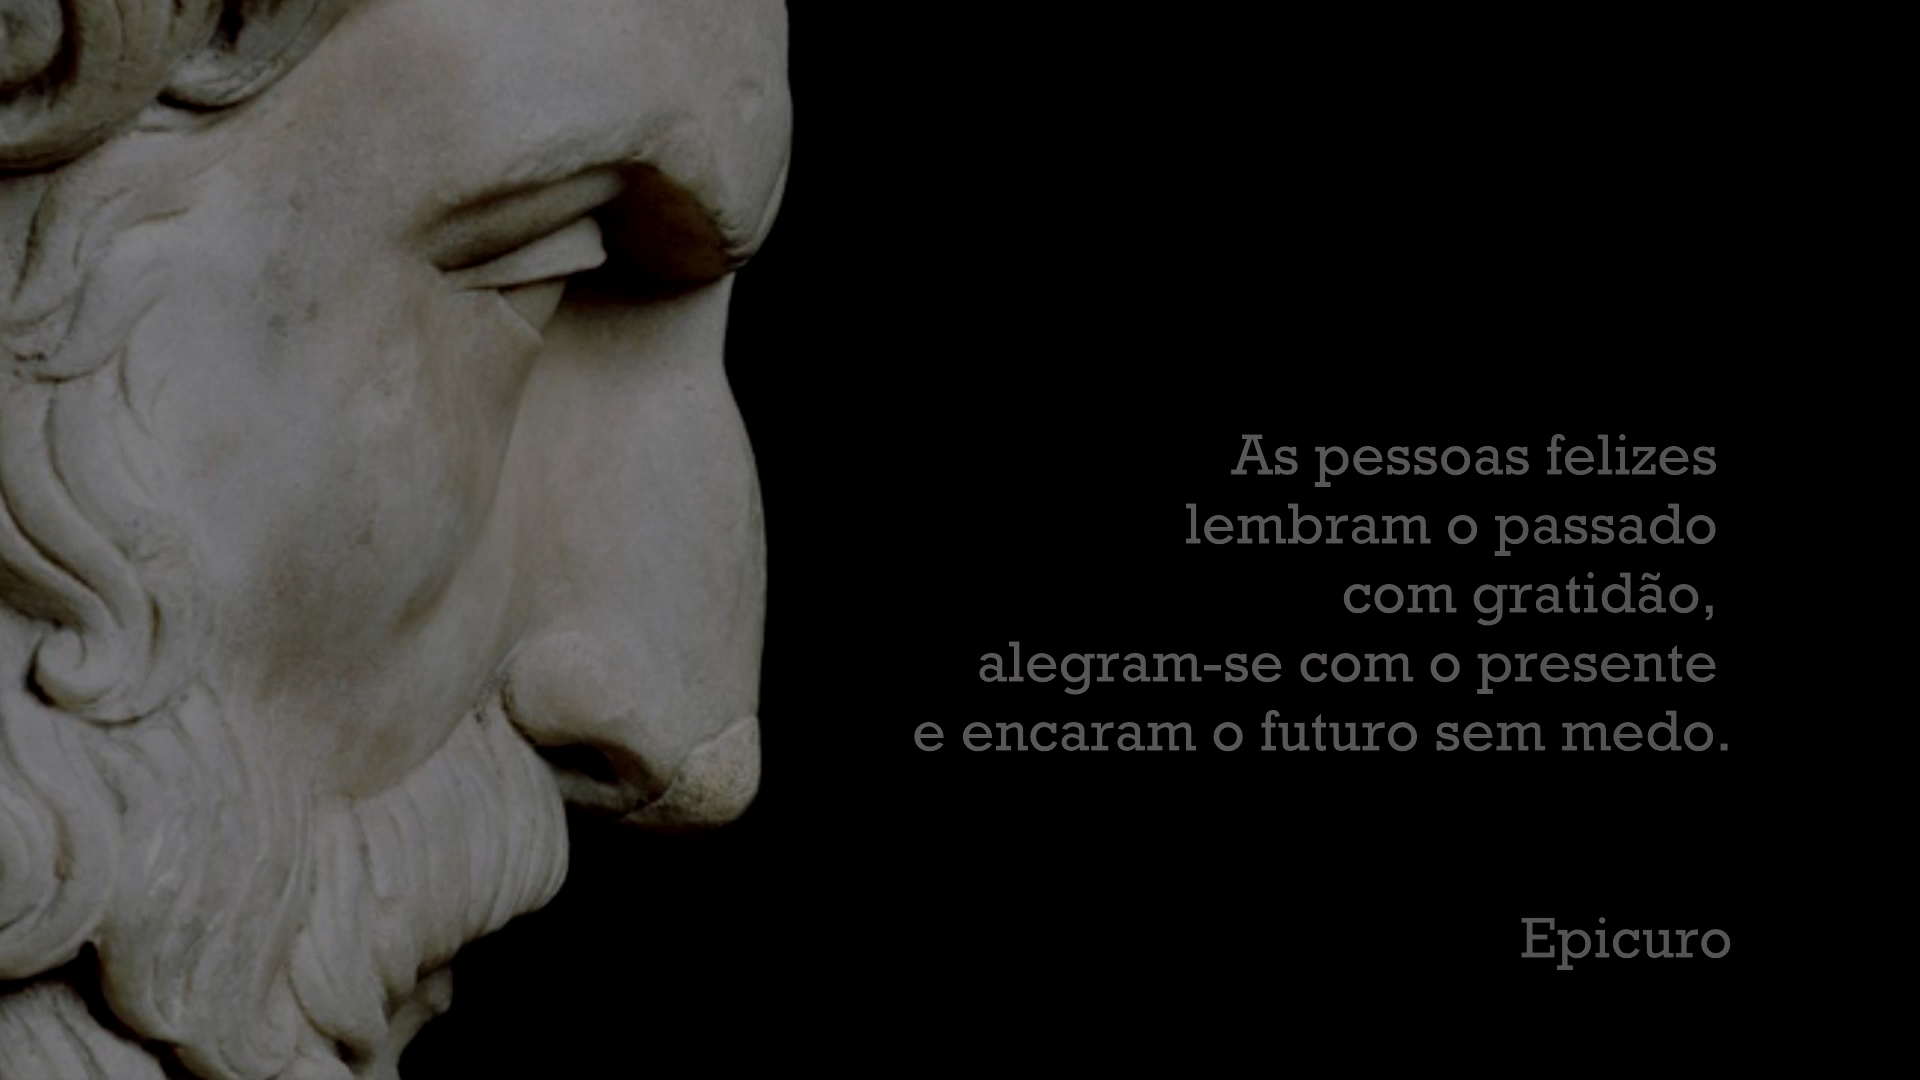 As pessoas felizes
lembram o passado
com gratidão,
alegram-se com o presente
e encaram o futuro sem medo.
Epicuro